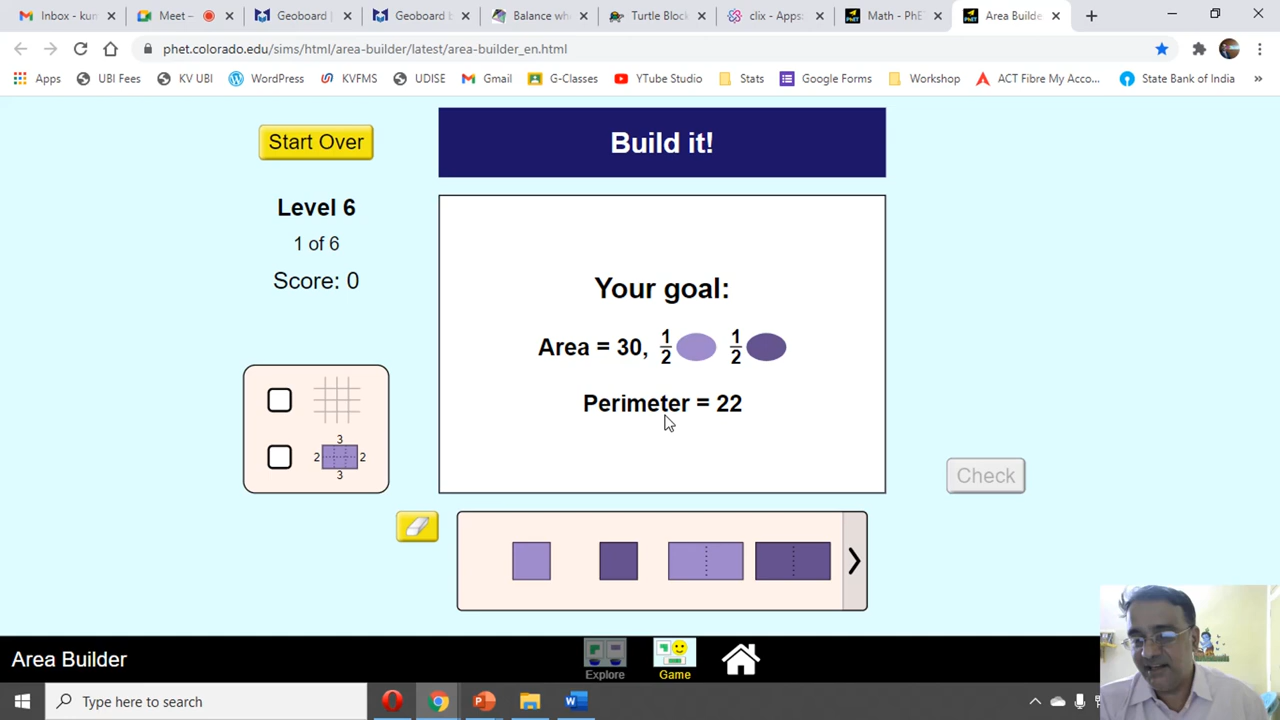 Inbox - kun
Meet –
Geoboard |
Geoboard b
Balance wh
Turtle Block
clix - Apps
Math - PhE
Area Builde
phet.colorado.edu/sims/html/area-builder/latest/area-builder_en.html
Apps
UBI Fees
KV UBI
WordPress
KVFMS
UDISE
Gmail
G-Classes
YTube Studio
Stats
Google Forms
Workshop
ACT Fibre My Acco...
State Bank of India
»
Start Over
Build it!
Level 6
1 of 6
Score: 0
Your goal:
Area = 30, 1/2 1/2
Perimeter = 22
3
2 2
3
Check
Area Builder
Explore
Game
Type here to search